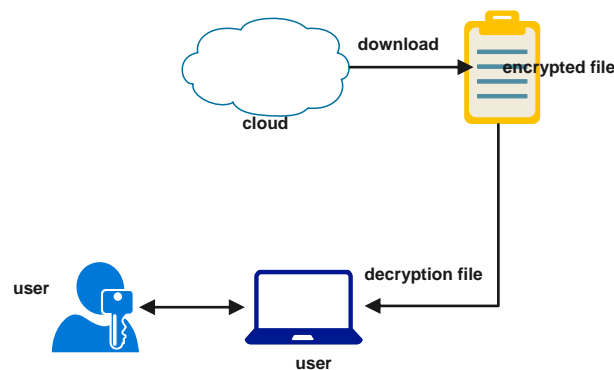 download
encrypted file
cloud
decryption file
user
user